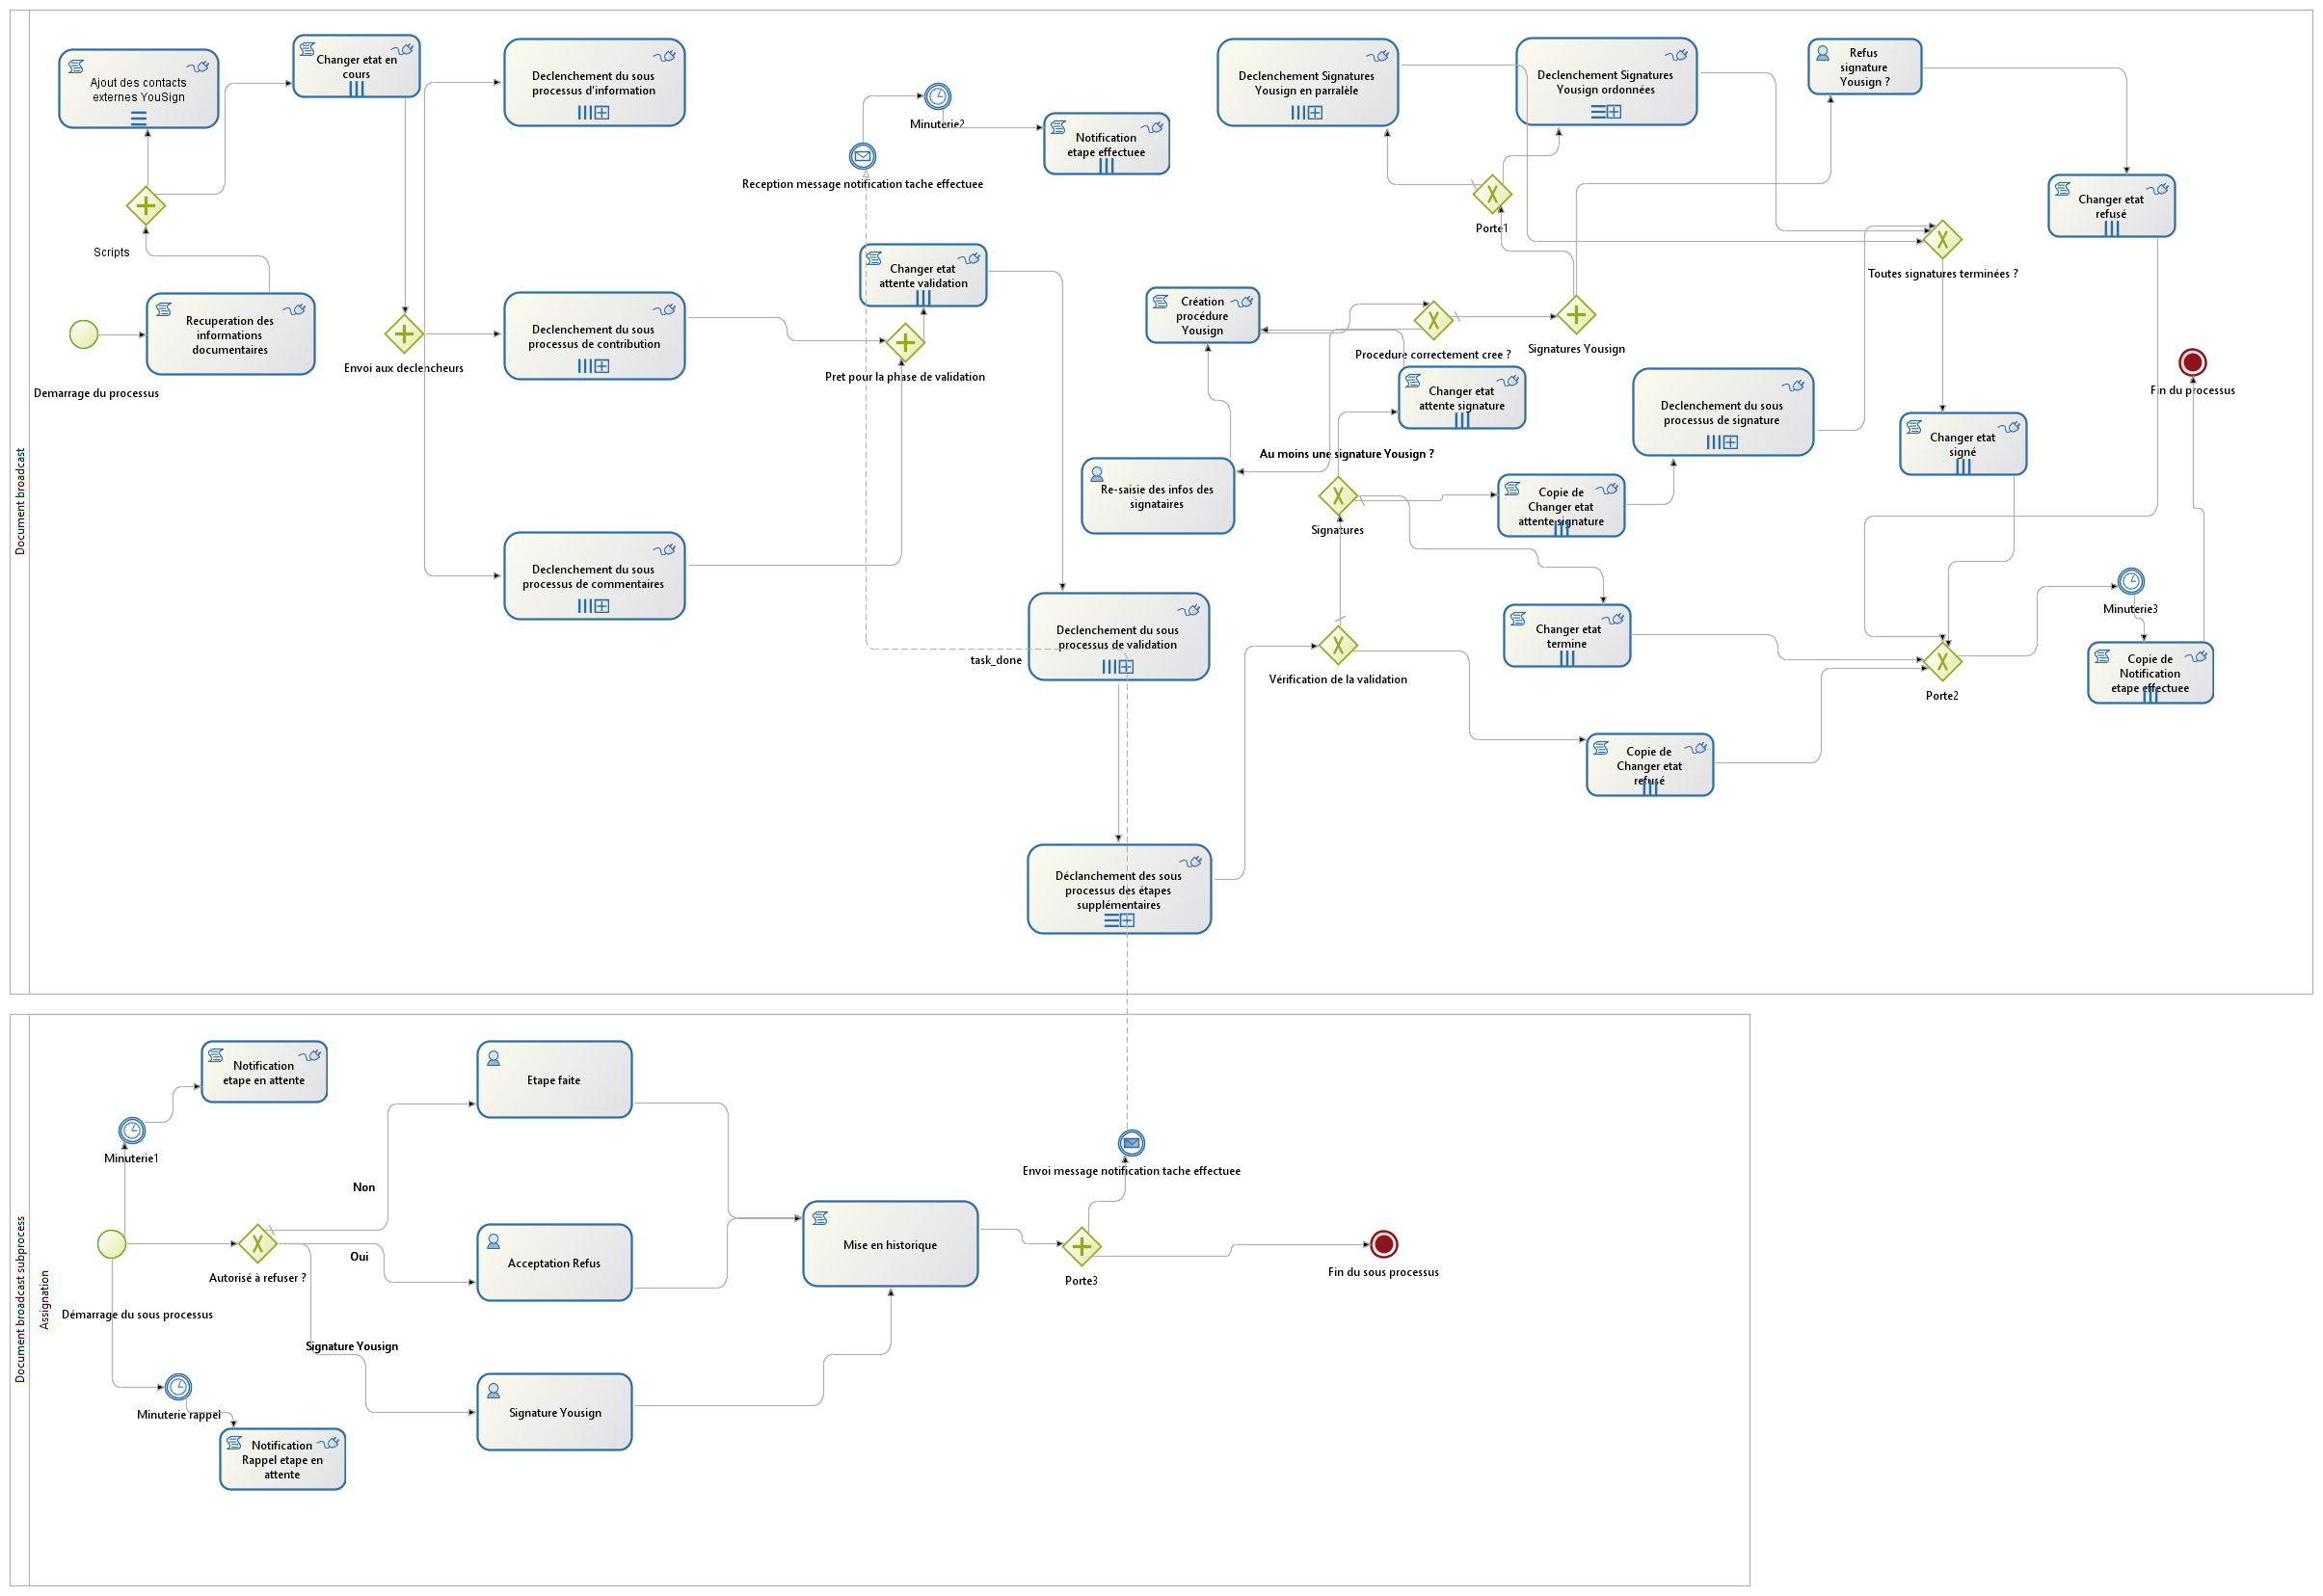 Document broadcast
Ajout des contacts
externes YouSign
Changer etat en
cours
Declenchement du sous
processus d'information
Minuterie2
Notification
etape effectuee
Reception message notification tache effectuee
Declenchement Signatures
Yousign en parralèle
Declenchement Signatures
Yousign ordonnées
Refus
signature
Yousign ?
Changer etat
refusé
Porte1
Scripts
Toutes signatures terminées ?
Recuperation des
informations
documentaires
Demarrage du processus
Envoi aux declencheurs
Declenchement du sous
processus de contribution
Changer etat
attente validation
Pret pour la phase de validation
Création
procédure
Yousign
Procedure correctement cree ?
Signatures Yousign
Changer etat
attente signature
Declenchement du sous
processus de signature
Fin du processus
Changer etat
signé
Au moins une signature Yousign ?
Re-saisie des infos des
signataires
Signatures
Copie de
Changer etat
attente signature
Declenchement du sous
processus de commentaires
Declenchement du sous
processus de validation
task_done
Vérification de la validation
Changer etat
termine
Minuterie3
Copie de
Notification
etape effectuee
Porte2
Copie de
Changer etat
refusé
Déclanchement des sous
processus des étapes
supplémentaires
Document broadcast subprocess
Assignation
Notification
etape en attente
Minuterie1
Etape faite
Non
Envoi message notification tache effectuee
Autorisé à refuser ?
Oui
Acceptation Refus
Mise en historique
Porte3
Fin du sous processus
Démarrage du sous processus
Signature Yousign
Minuterie rappel
Signature Yousign
Notification
Rappel etape en
attente